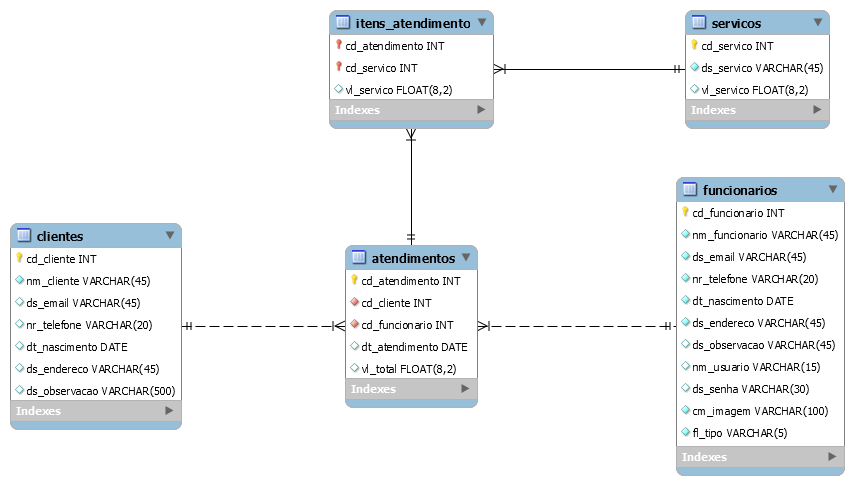 itens_atendimento
cd_atendimento INT
cd_servico INT
vl_servico FLOAT(8,2)
Indexes
servicos
cd_servico INT
ds_servico VARCHAR(45)
vl_servico FLOAT(8,2)
Indexes
clientes
cd_cliente INT
nm_cliente VARCHAR(45)
ds_email VARCHAR(45)
nr_telefone VARCHAR(20)
dt_nascimento DATE
ds_endereco VARCHAR(45)
ds_observacao VARCHAR(500)
Indexes
atendimentos
cd_atendimento INT
cd_cliente INT
cd_funcionario INT
dt_atendimento DATE
vl_total FLOAT(8,2)
Indexes
funcionarios
cd_funcionario INT
nm_funcionario VARCHAR(45)
ds_email VARCHAR(45)
nr_telefone VARCHAR(20)
dt_nascimento DATE
ds_endereco VARCHAR(45)
ds_observacao VARCHAR(45)
nm_usuario VARCHAR(15)
ds_senha VARCHAR(30)
cm_imagem VARCHAR(100)
fl_tipo VARCHAR(5)
Indexes